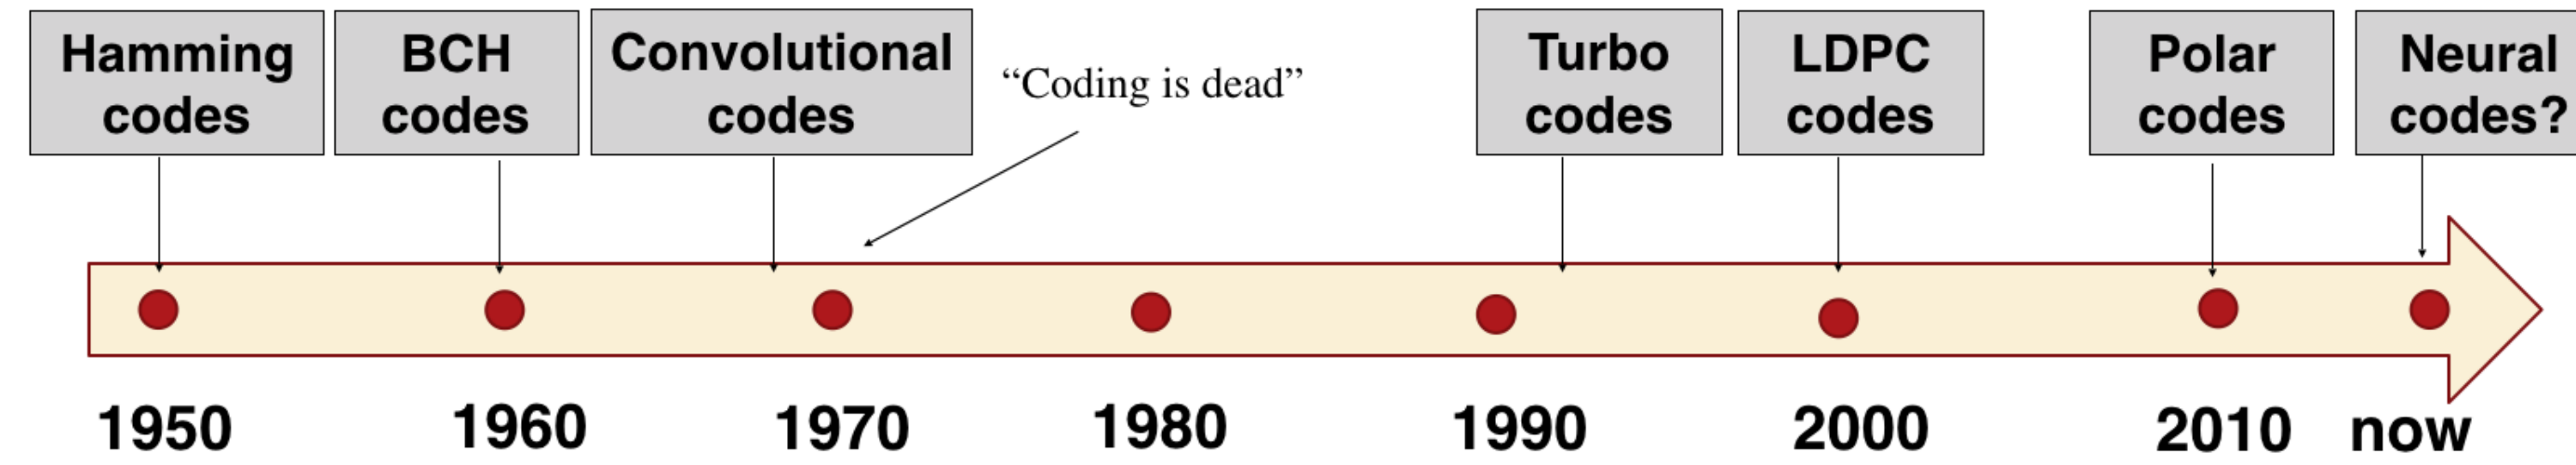 Hamming
codes
BCH
codes
Convolutional
codes
“Coding is dead”
Turbo
codes
LDPC
codes
Polar
codes
Neural
codes?
1950
1960
1970
1980
1990
2000
2010
now